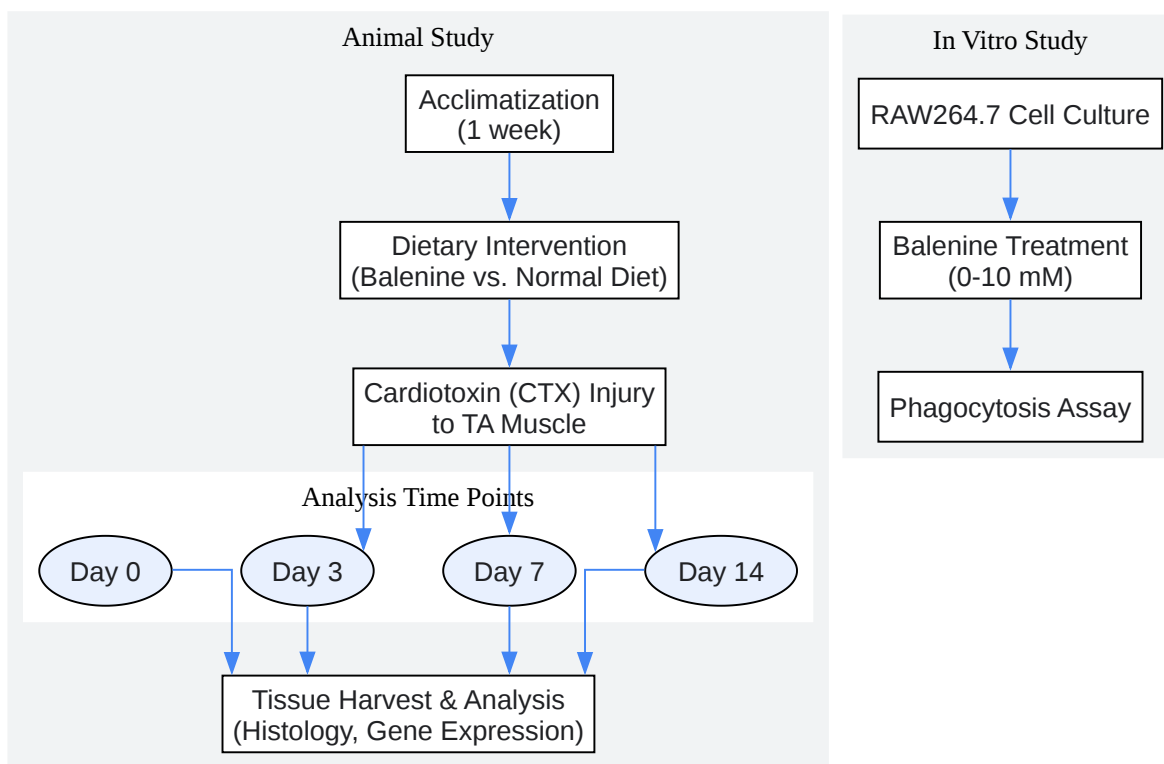 Animal Study
Acclimatization
(1 week)
Dietary Intervention
(Balenine vs. Normal Diet)
Cardiotoxin (CTX) Injury
to TA Muscle
Analysis Time Points
Day 0
Day 3
Day 7
Day 14
Tissue Harvest & Analysis
(Histology, Gene Expression)
In Vitro Study
RAW264.7 Cell Culture
Balenine Treatment
(0-10 mM)
Phagocytosis Assay